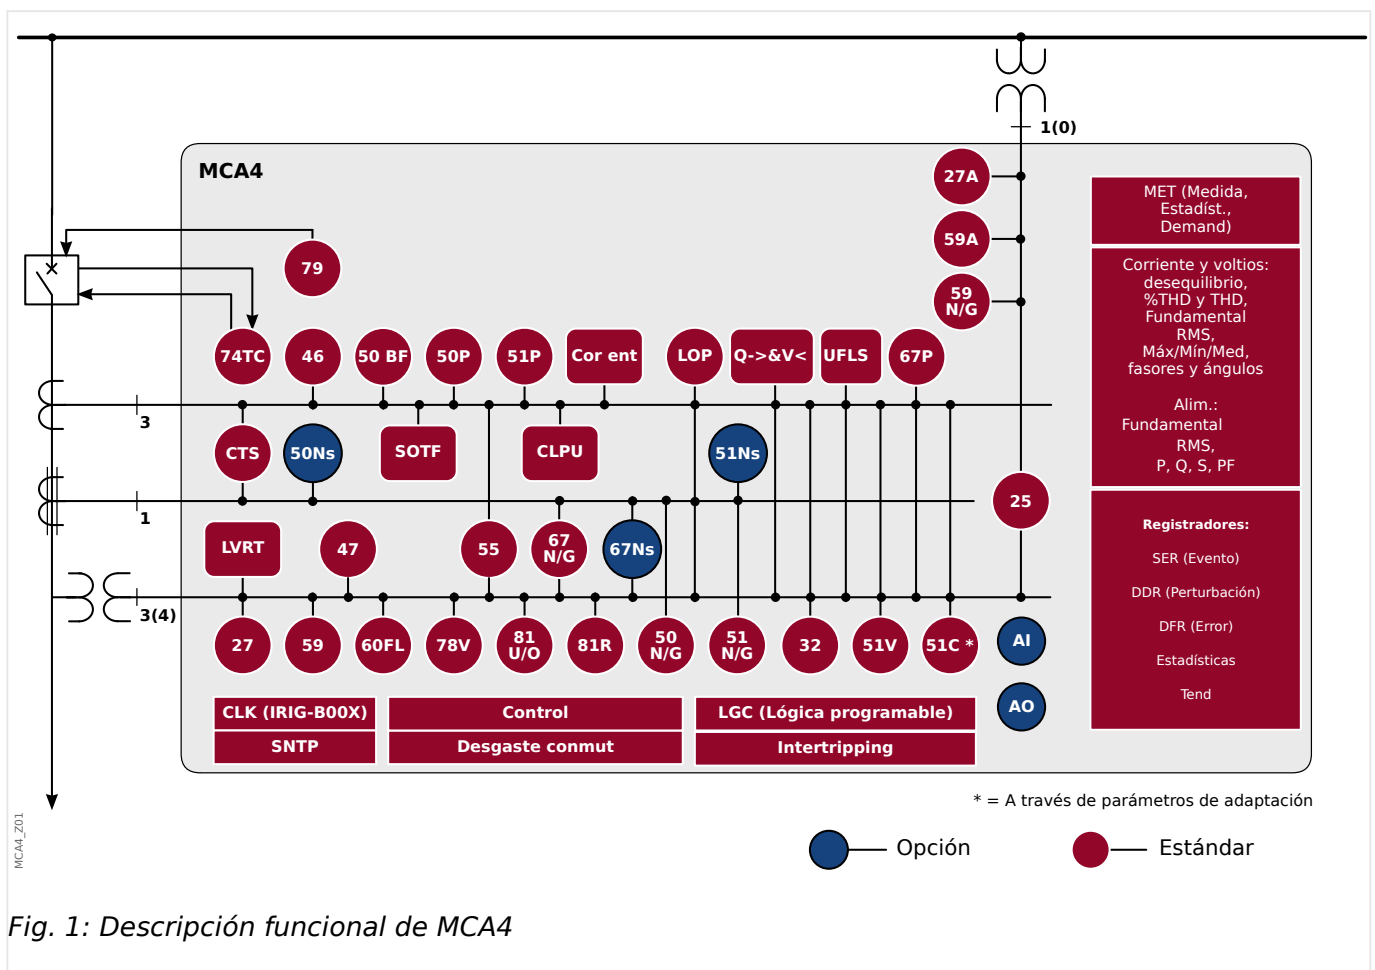 1(0)
MCA4
27A
59A
59
N/G
79
74TC
46
50 BF
50P
51P
Cor ent
LOP
Q->&V<
UFLS
67P
3
CTS
50Ns
SOTF
CLPU
51Ns
1
25
LVRT
47
55
67
N/G
67Ns
3(4)
27
59
60FL
78V
81
U/O
81R
50
N/G
51
N/G
32
51V
51C *
AI
AO
CLK (IRIG-B00X)
Control
LGC (Lógica programable)
SNTP
Desgaste conmut
Intertripping
MET (Medida,
Estadíst.,
Demand)
Corriente y voltios:
desequilibrio,
%THD y THD,
Fundamental
RMS,
Máx/Mín/Med,
fasores y ángulos
Alim.:
Fundamental
RMS,
P, Q, S, PF
Registradores:
SER (Evento)
DDR (Perturbación)
DFR (Error)
Estadísticas
Tend
* = A través de parámetros de adaptación
MCA4_Z01
Opción
Estándar
Fig. 1: Descripción funcional de MCA4